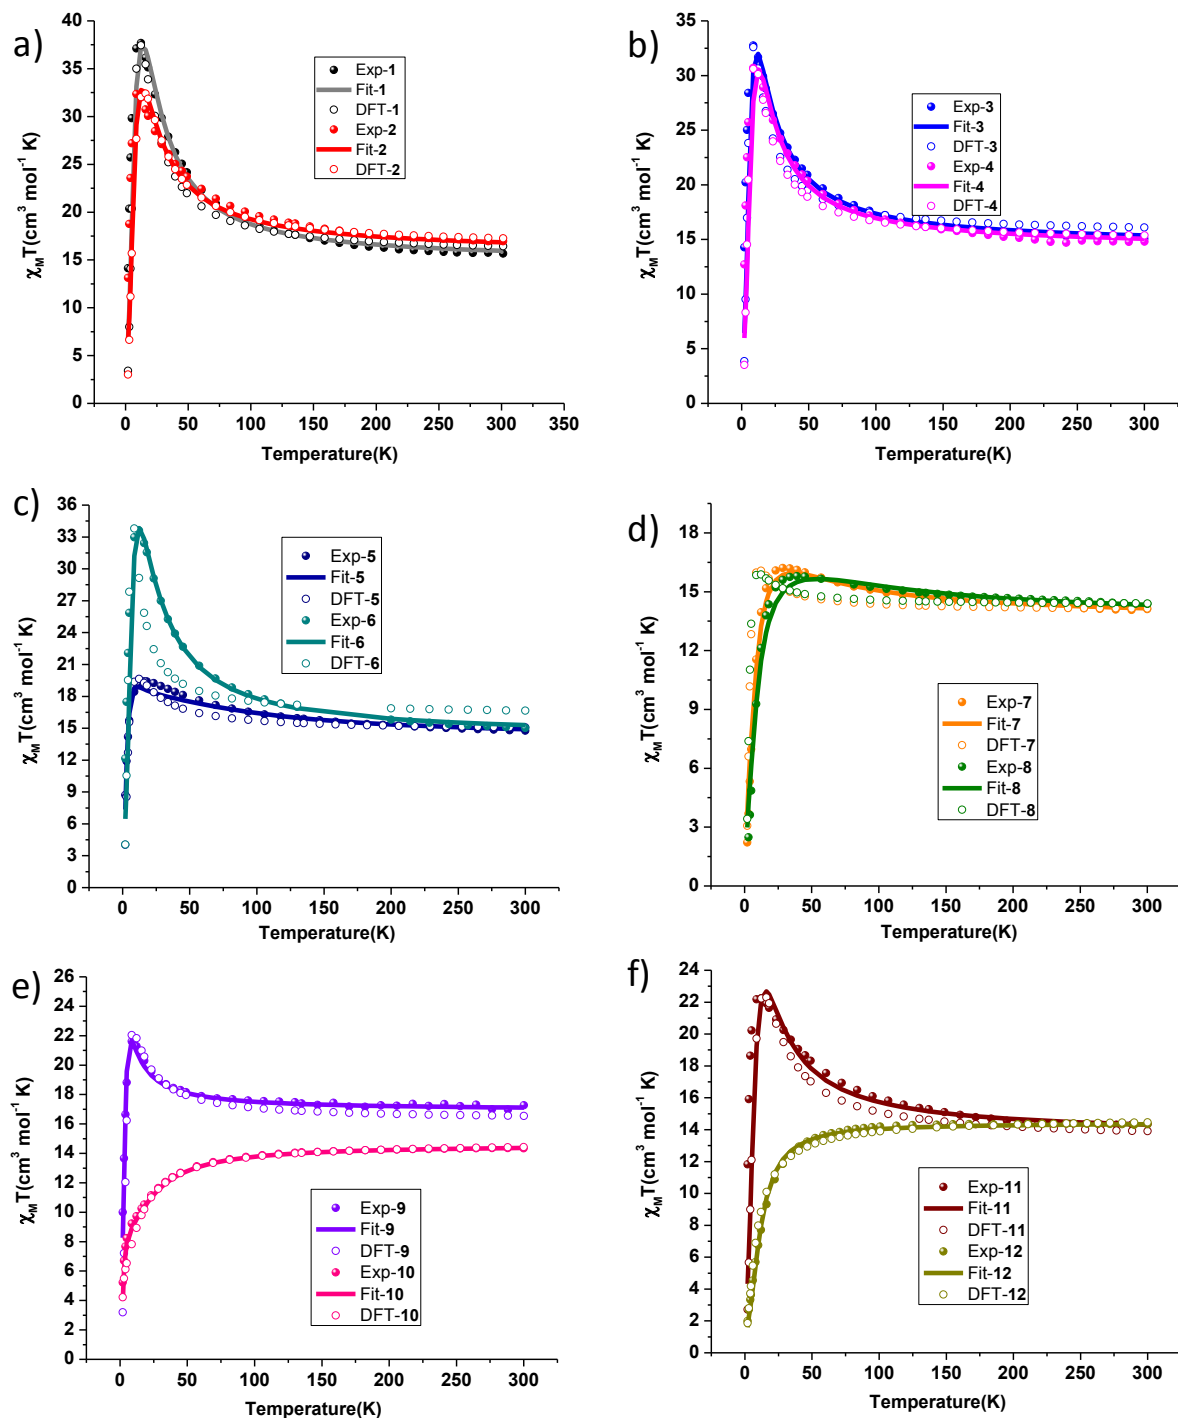 a)
40
35
30
25
20
15
10
5
0
χMT(cm³ mol⁻¹ K)
Exp-1
Fit-1
DFT-1
Exp-2
Fit-2
DFT-2
0 50 100 150 200 250 300 350
Temperature(K)
b)
35
30
25
20
15
10
5
0
χMT(cm³ mol⁻¹ K)
Exp-3
Fit-3
DFT-3
Exp-4
Fit-4
DFT-4
0 50 100 150 200 250 300
Temperature(K)
c)
36
33
30
27
24
21
18
15
12
9
6
3
0
χMT(cm³ mol⁻¹ K)
Exp-5
Fit-5
DFT-5
Exp-6
Fit-6
DFT-6
0 50 100 150 200 250 300
Temperature(K)
d)
18
15
12
9
6
3
0
χMT(cm³ mol⁻¹ K)
Exp-7
Fit-7
DFT-7
Exp-8
Fit-8
DFT-8
0 50 100 150 200 250 300
Temperature(K)
e)
26
24
22
20
18
16
14
12
10
8
6
4
2
0
χMT(cm³ mol⁻¹ K)
Exp-9
Fit-9
DFT-9
Exp-10
Fit-10
DFT-10
0 50 100 150 200 250 300
Temperature(K)
f)
24
22
20
18
16
14
12
10
8
6
4
2
0
χMT(cm³ mol⁻¹ K)
Exp-11
Fit-11
DFT-11
Exp-12
Fit-12
DFT-12
0 50 100 150 200 250 300
Temperature(K)